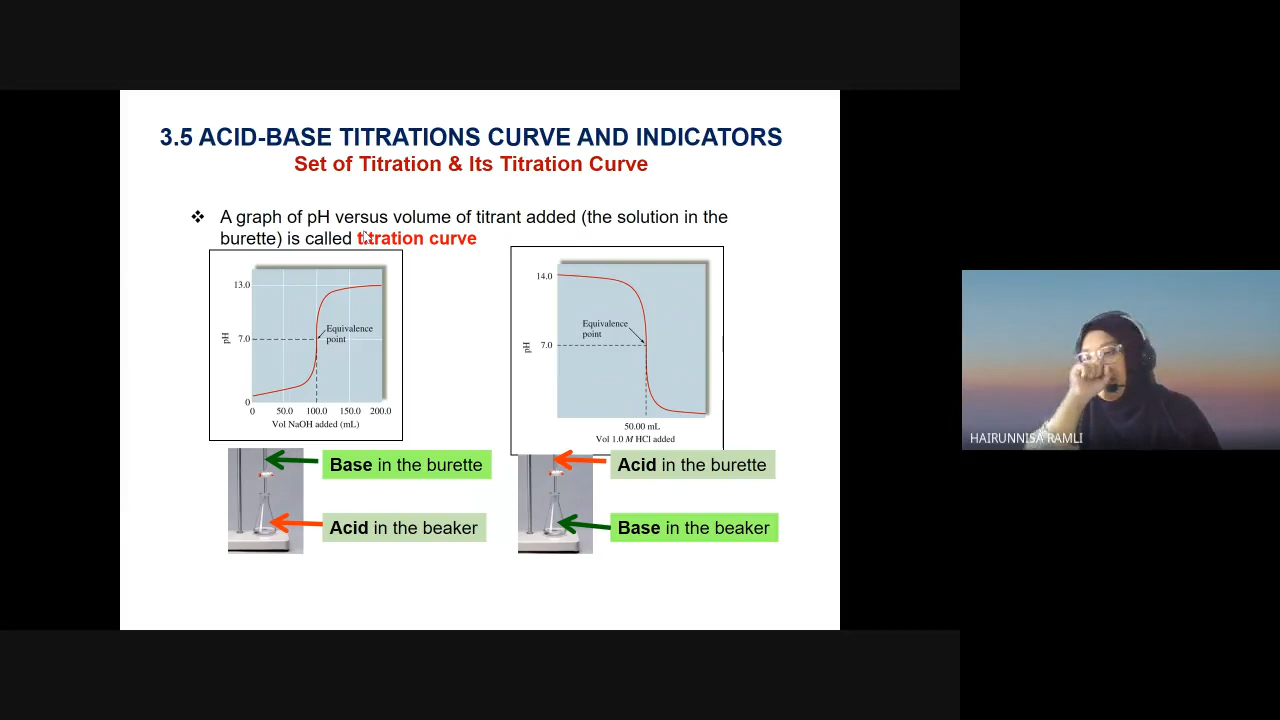 3.5 ACID-BASE TITRATIONS CURVE AND INDICATORS
Set of Titration & Its Titration Curve
❖ A graph of pH versus volume of titrant added (the solution in the
burette) is called titration curve
13.0
7.0
0
pH
Equivalence
point
0 50.0 100.0 150.0 200.0
Vol NaOH added (mL)
14.0
7.0
pH
Equivalence
point
50.00 mL
Vol 1.0 M HCl added
Base in the burette
Acid in the beaker
Acid in the burette
Base in the beaker
HAIRUNNISA RAMLI